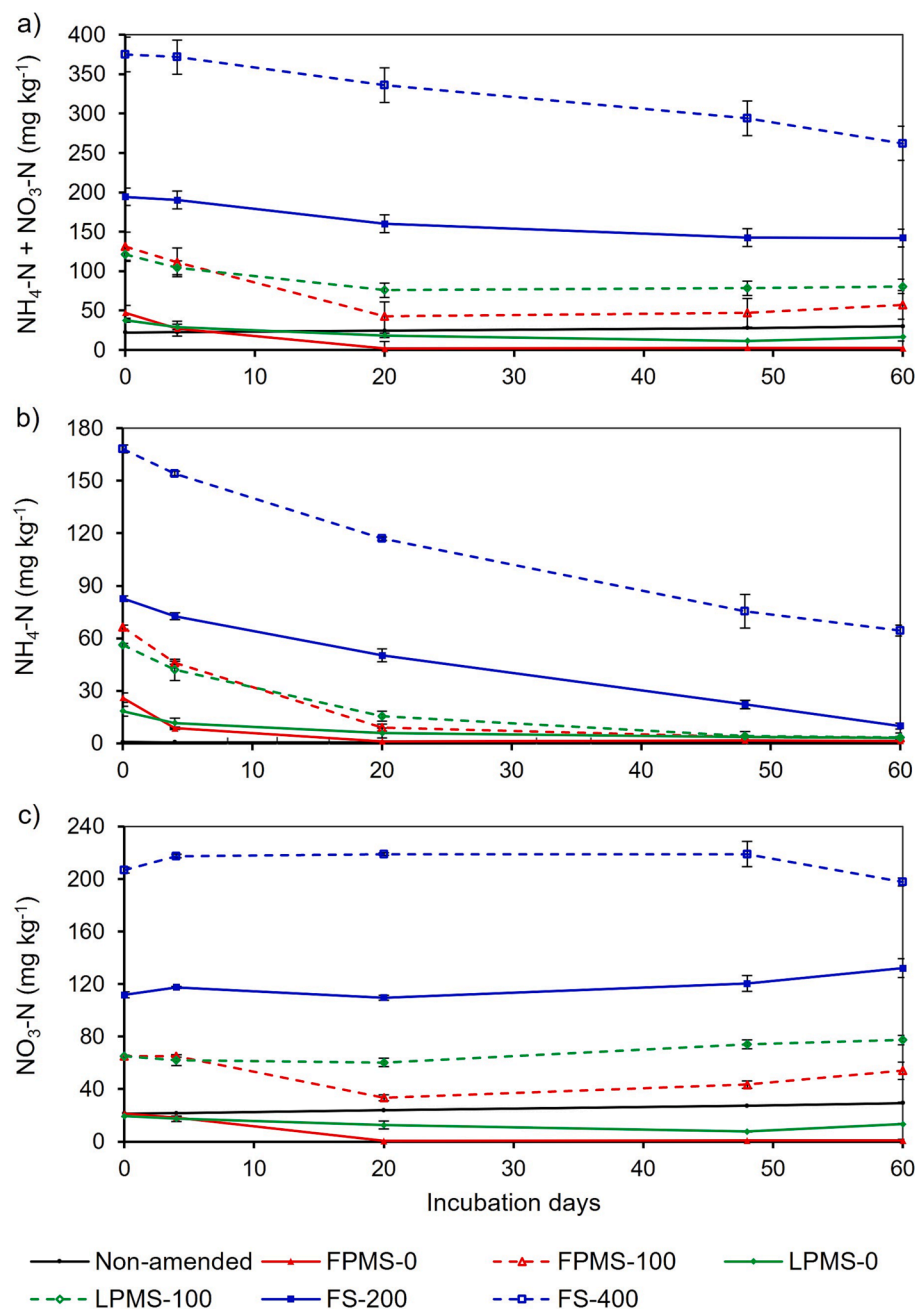 a)
NH₄-N + NO₃-N (mg kg⁻¹)
400
350
300
250
200
150
100
50
0
0 10 20 30 40 50 60
b)
NH₄-N (mg kg⁻¹)
180
150
120
90
60
30
0
0 10 20 30 40 50 60
c)
NO₃-N (mg kg⁻¹)
240
200
160
120
80
40
0
0 10 20 30 40 50 60
Incubation days
Non-amended FPMS-0 FPMS-100 LPMS-0
LPMS-100 FS-200 FS-400